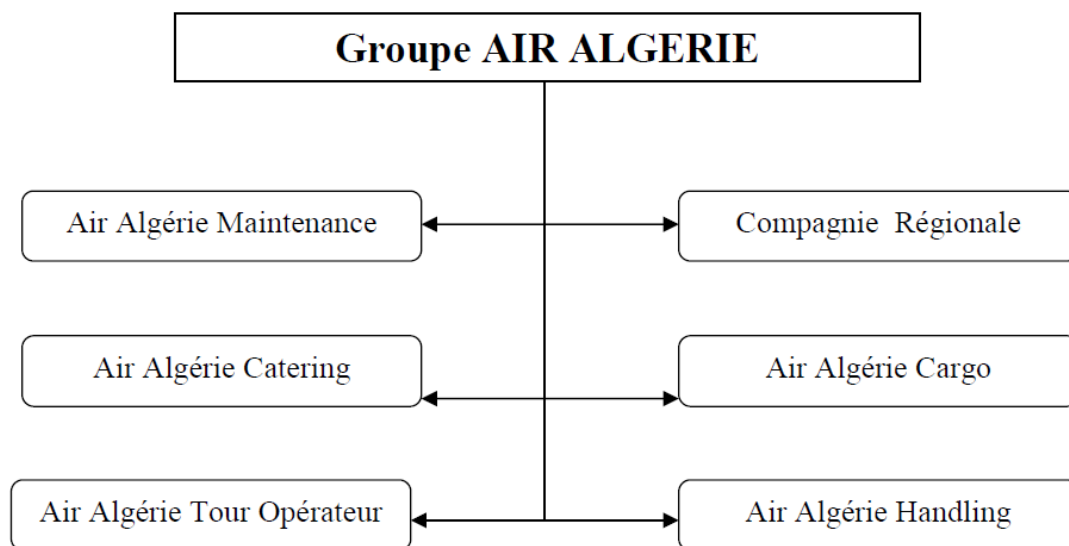 Groupe AIR ALGERIE
Air Algérie Maintenance
Compagnie Régionale
Air Algérie Catering
Air Algérie Cargo
Air Algérie Tour Opérateur
Air Algérie Handling